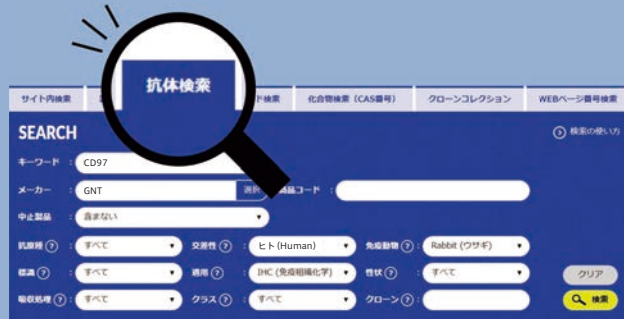 抗体検索
サイト内検索 ド検索 化合物検索（CAS番号） クローンコレクション WEBページ番号検索
SEARCH 検索の使い方
キーワード : CD97
メーカー : GNT 選択 製品コード :
中止製品 : 含まない
抗原種 ? : すべて 交差性 ? : ヒト(Human) 免疫動物 ? : Rabbit (ウサギ)
標識 ? : すべて 適用 ? : IHC (免疫組織化学) 性状 ? : すべて クリア
吸収処理 ? : すべて クラス ? : すべて クローン ? : 検索